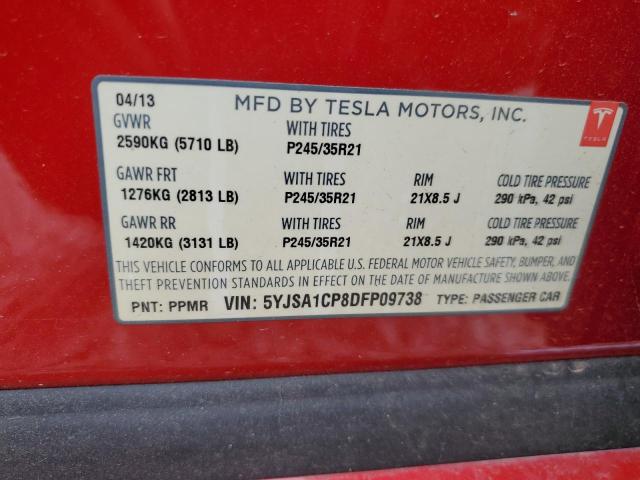 04/13 MFD BY TESLA MOTORS, INC.
GVWR WITH TIRES
2590KG (5710 LB) P245/35R21
GAWR FRT WITH TIRES RIM COLD TIRE PRESSURE
1276KG (2813 LB) P245/35R21 21X8.5 J 290 kPa, 42 psi
GAWR RR WITH TIRES RIM COLD TIRE PRESSURE
1420KG (3131 LB) P245/35R21 21X8.5 J 290 kPa, 42 psi
THIS VEHICLE CONFORMS TO ALL APPLICABLE U.S. FEDERAL MOTOR VEHICLE SAFETY, BUMPER, AND
THEFT PREVENTION STANDARDS IN EFFECT ON THE DATE OF MANUFACTURE SHOWN ABOVE.
PNT: PPMR VIN: 5YJSA1CP8DFP09738 TYPE: PASSENGER CAR